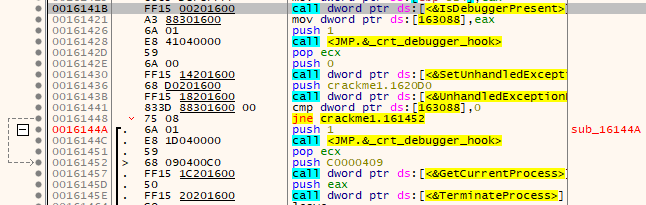 0016141B FF15 00201600 call dword ptr ds:[<&IsDebuggerPresent>]
00161421 A3 88301600 mov dword ptr ds:[163088],eax
00161426 6A 01 push 1
00161428 E8 41040000 call <JMP.&_crt_debugger_hook>
0016142D 59 pop ecx
0016142E 6A 00 push 0
00161430 FF15 14201600 call dword ptr ds:[<&SetUnhandledException
00161436 68 D0201600 push crackme1.1620D0
0016143B FF15 18201600 call dword ptr ds:[<&UnhandledException
00161441 833D 88301600 00 cmp dword ptr ds:[163088],0
00161448 75 08 jne crackme1.161452
0016144A 6A 01 push 1 sub_16144A
0016144C E8 1D040000 call <JMP.&_crt_debugger_hook>
00161451 59 pop ecx
00161452 68 090400C0 push C0000409
00161457 FF15 1C201600 call dword ptr ds:[<&GetCurrentProcess>]
0016145D 50 push eax
0016145E FF15 20201600 call dword ptr ds:[<&TerminateProcess>]